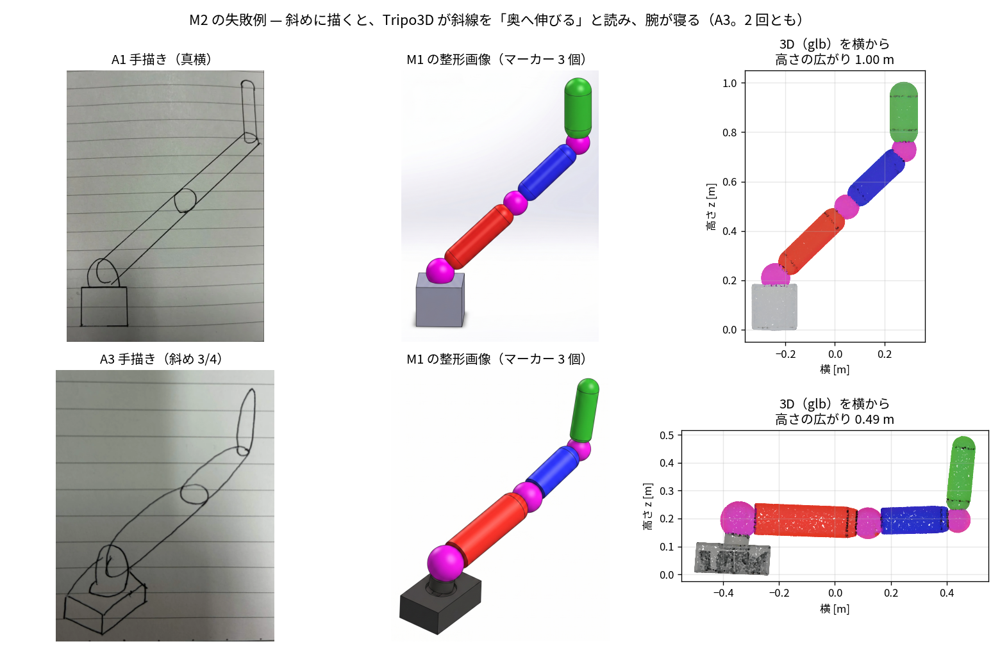 M2 の失敗例 — 斜めに描くと、Tripo3D が斜線を「奥へ伸びる」と読み、腕が寝る（A3。2 回とも）
A1 手描き（真横）
M1 の整形画像（マーカー 3 個）
3D（glb）を横から
高さの広がり 1.00 m
1.0
0.8
0.6
0.4
0.2
0.0
高さ z [m]
−0.2
0.0
0.2
横 [m]
A3 手描き（斜め 3/4）
M1 の整形画像（マーカー 3 個）
3D（glb）を横から
高さの広がり 0.49 m
0.5
0.4
0.3
0.2
0.1
0.0
高さ z [m]
−0.4
−0.2
0.0
0.2
0.4
横 [m]